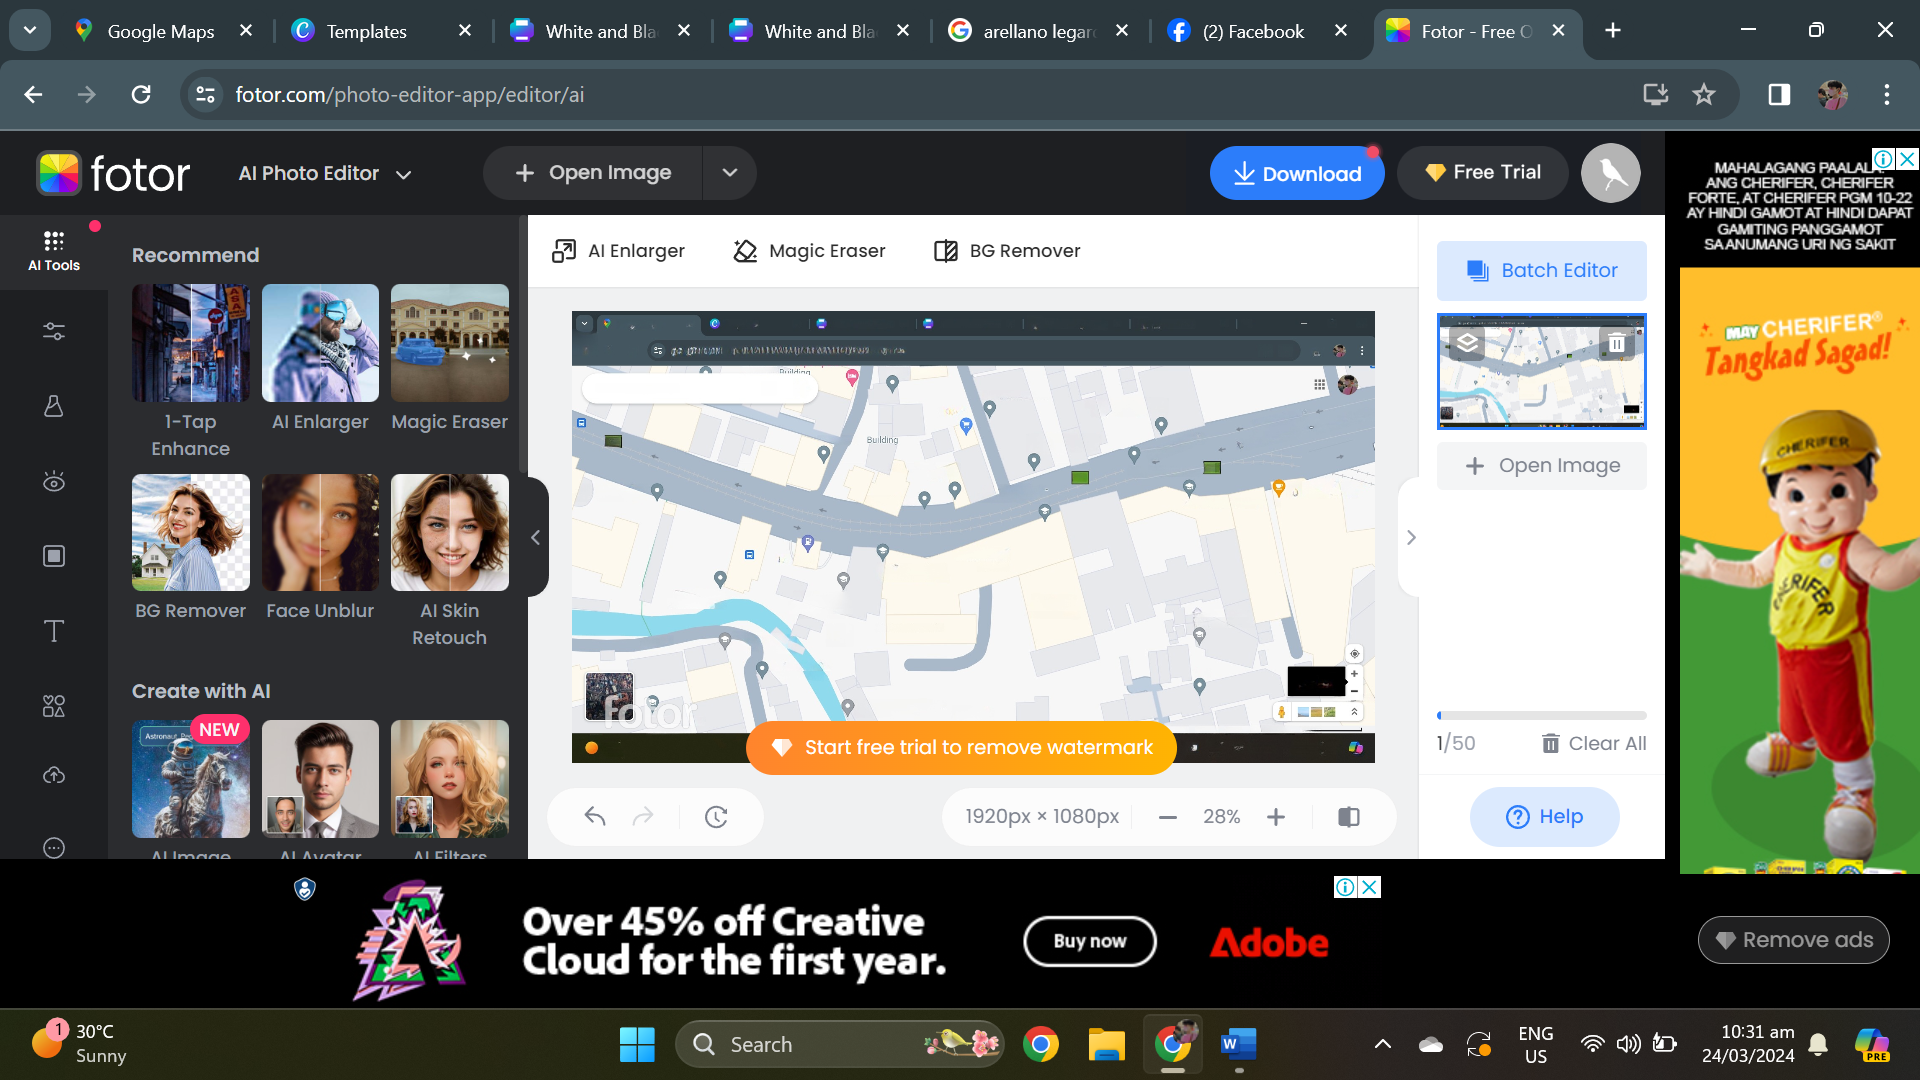 Google Maps
Templates
White and Bla
White and Bla
arellano legar
(2) Facebook
Fotor - Free O
fotor.com/photo-editor-app/editor/ai
fotor
AI Photo Editor
Open Image
Download
Free Trial
AI Tools
Recommend
1-Tap Enhance
AI Enlarger
Magic Eraser
BG Remover
Face Unblur
AI Skin Retouch
Create with AI
Astronaut
NEW
AI Image
AI Avatar
AI Filters
AI Enlarger
Magic Eraser
BG Remover
Building
Building
fotor
Start free trial to remove watermark
1920px × 1080px
28%
Batch Editor
Open Image
1/50
Clear All
Help
MAHALAGANG PAALALA:
ANG CHERIFER, CHERIFER
FORTE, AT CHERIFER PGM 10-22
AY HINDI GAMOT AT HINDI DAPAT
GAMITING PANGGAMOT
SA ANUMANG URI NG SAKIT
MAY CHERIFER®
Tangkad Sagad!
CHERIFER
CHERIFER
Over 45% off Creative
Cloud for the first year.
Buy now
Adobe
Remove ads
1
30°C
Sunny
Search
ENG
US
10:31 am
24/03/2024
PRE